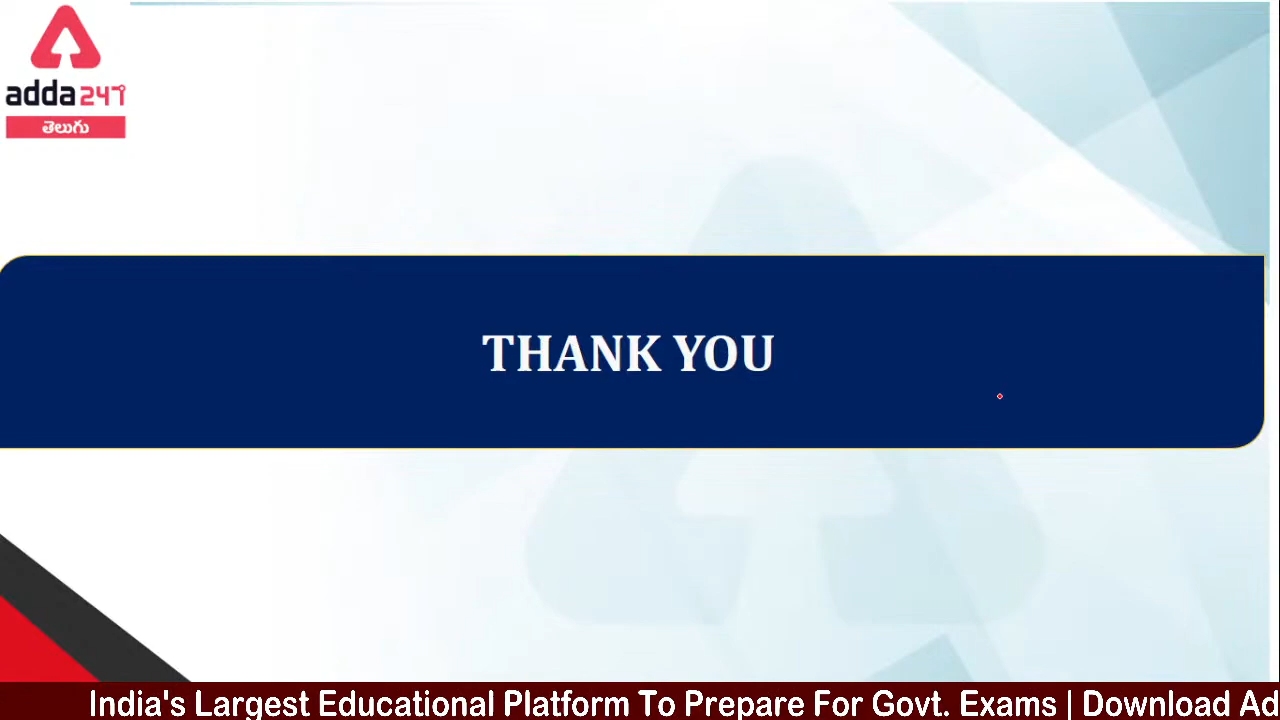 adda247
తెలుగు
THANK YOU
India's Largest Educational Platform To Prepare For Govt. Exams | Download Ad